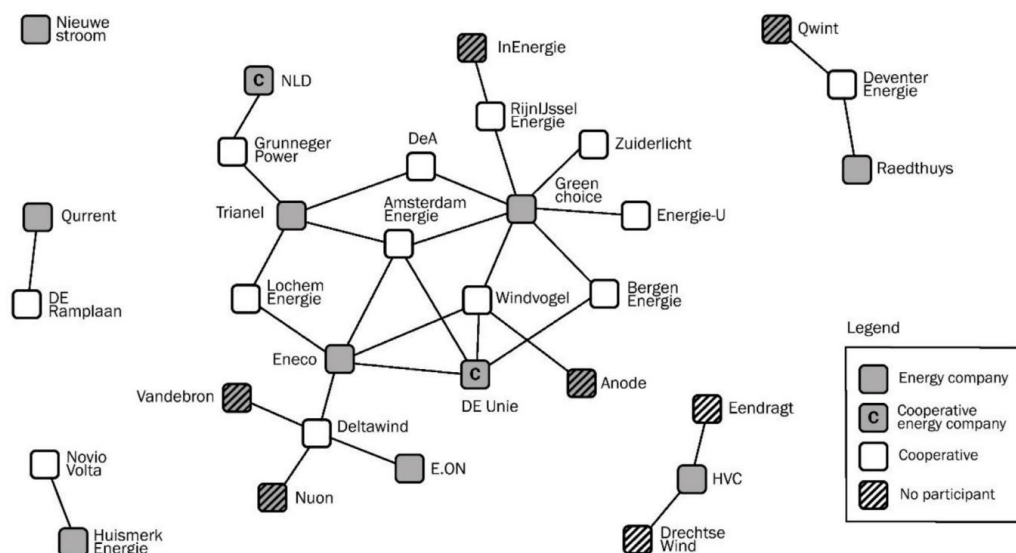 Nieuwe
stroom
InEnergie
Qwint
C
NLD
Deventer
Energie
RijnIJssel
Energie
Grunneger
Power
DeA
Zuiderlicht
Raedthuys
Green
choice
Qurrent
Trianel
Amsterdam
Energie
Energie-U
DE
Ramplaan
Lochem
Energie
Windvogel
Bergen
Energie
Legend
Eneco
C
DE Unie
Anode
Energy company
Vandebron
Eendragt
C
Cooperative
energy company
Deltawind
Cooperative
Novio
Volta
E.ON
HVC
Nuon
No participant
Huismerk
Energie
Drechtse
Wind